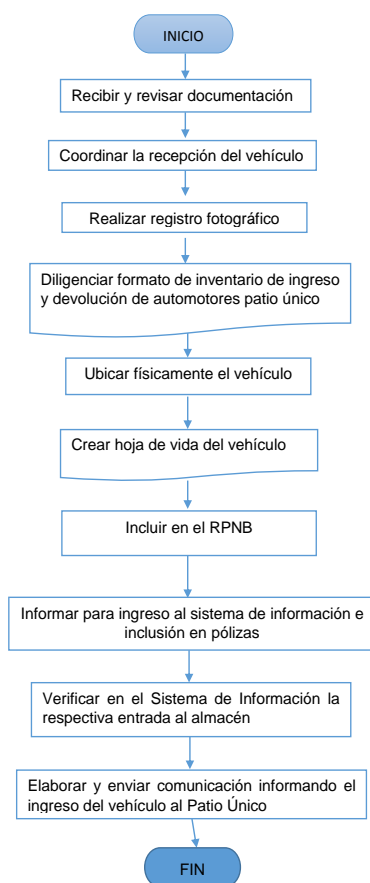 INICIO
Recibir y revisar documentación
Coordinar la recepción del vehículo
Realizar registro fotográfico
Diligenciar formato de inventario de ingreso
y devolución de automotores patio único
Ubicar físicamente el vehículo
Crear hoja de vida del vehículo
Incluir en el RPNB
Informar para ingreso al sistema de información e
inclusión en pólizas
Verificar en el Sistema de Información la
respectiva entrada al almacén
Elaborar y enviar comunicación informando el
ingreso del vehículo al Patio Único
FIN